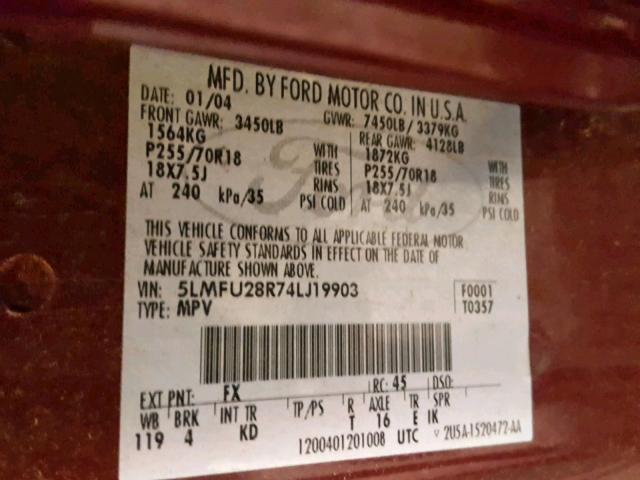 MFD. BY FORD MOTOR CO. IN U.S.A.
DATE: 01/04 GVWR: 7450LB/ 3379KG
FRONT GAWR: 3450LB REAR GAWR: 4128LB
1564KG WITH 1872KG WITH
P255/70R18 TIRES P255/70R18 TIRES
18X7.5J RIMS 18X7.5J RIMS
AT 240 kPa/35 PSI COLD AT 240 kPa/35 PSI COLD
THIS VEHICLE CONFORMS TO ALL APPLICABLE FEDERAL MOTOR
VEHICLE SAFETY STANDARDS IN EFFECT ON THE DATE OF
MANUFACTURE SHOWN ABOVE.
VIN: 5LMFU28R74LJ19903 F0001
TYPE: MPV T0357
EXT PNT: FX RC: 45 DSO:
WB BRK INT TR TP/PS R AXLE TR SPR
119 4 KD T 16 E IK
1200401201008 UTC ▽ 2U5A-1520472-AA
Ford